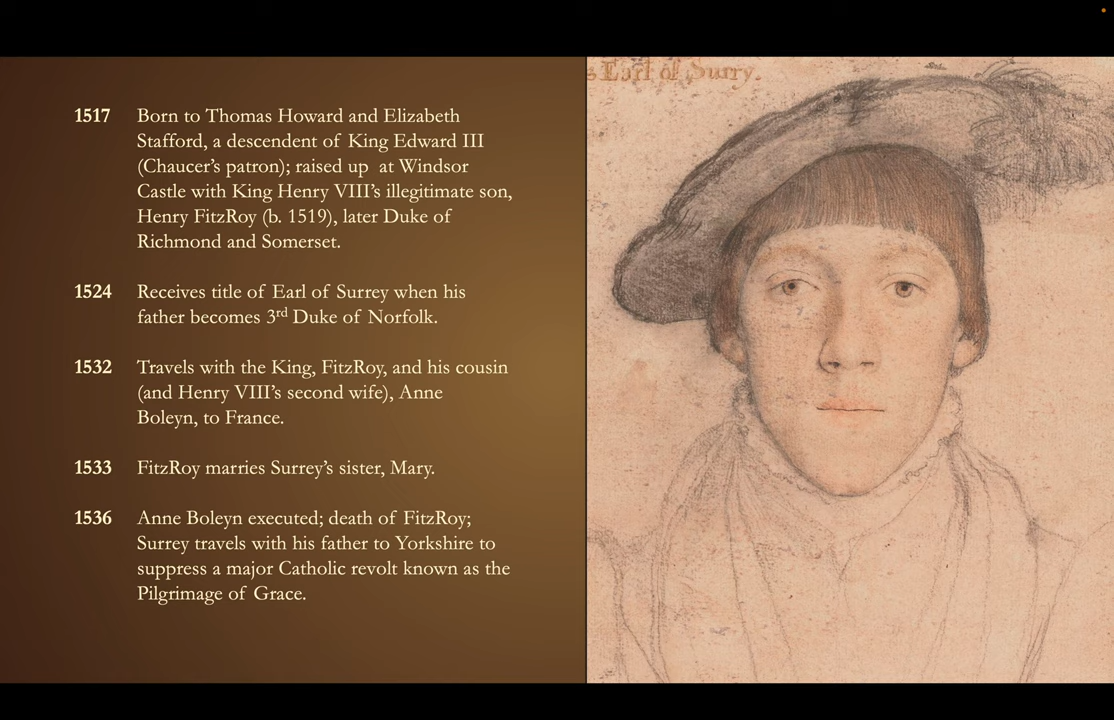 1517 Born to Thomas Howard and Elizabeth
Stafford, a descendent of King Edward III
(Chaucer's patron); raised up at Windsor
Castle with King Henry VIII's illegitimate son,
Henry FitzRoy (b. 1519), later Duke of
Richmond and Somerset.
1524 Receives title of Earl of Surrey when his
father becomes 3rd Duke of Norfolk.
1532 Travels with the King, FitzRoy, and his cousin
(and Henry VIII's second wife), Anne
Boleyn, to France.
1533 FitzRoy marries Surrey's sister, Mary.
1536 Anne Boleyn executed; death of FitzRoy;
Surrey travels with his father to Yorkshire to
suppress a major Catholic revolt known as the
Pilgrimage of Grace.
s Earl of Surry.